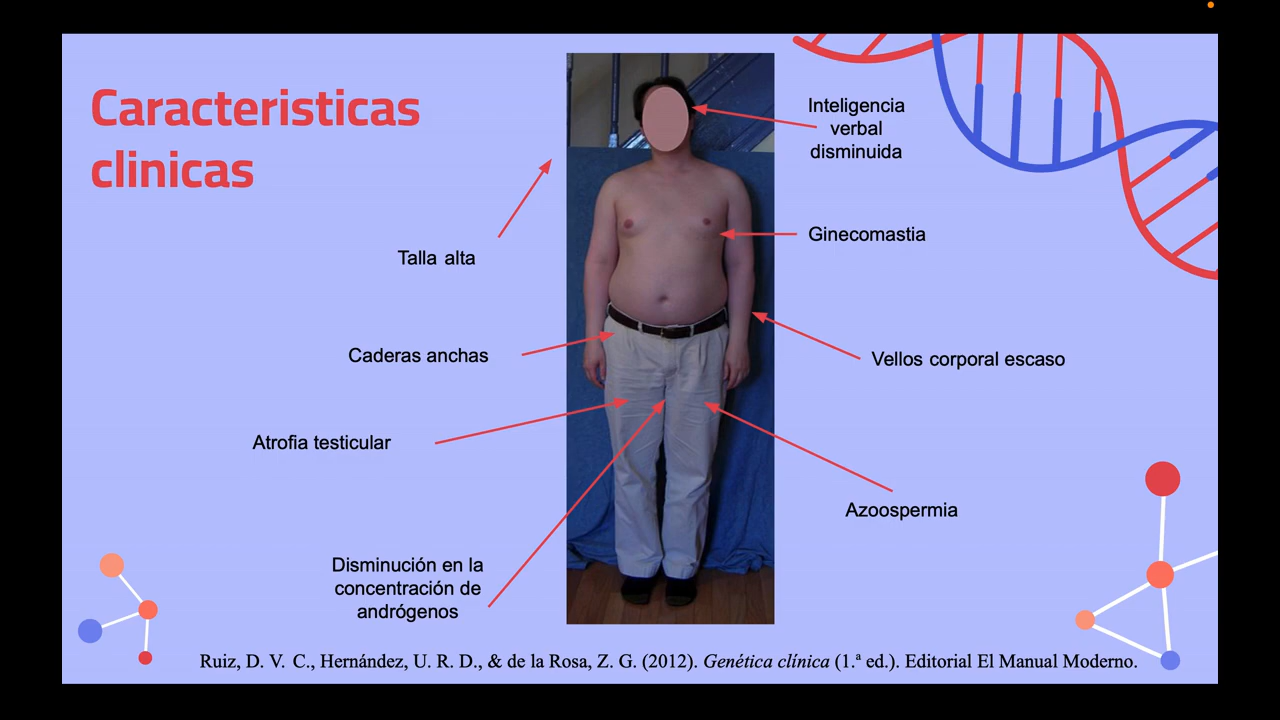 Caracteristicas
clinicas
Inteligencia
verbal
disminuida
Ginecomastia
Talla alta
Caderas anchas
Vellos corporal escaso
Atrofia testicular
Azoospermia
Disminución en la
concentración de
andrógenos
Ruiz, D. V. C., Hernández, U. R. D., & de la Rosa, Z. G. (2012). Genética clínica (1.ª ed.). Editorial El Manual Moderno.